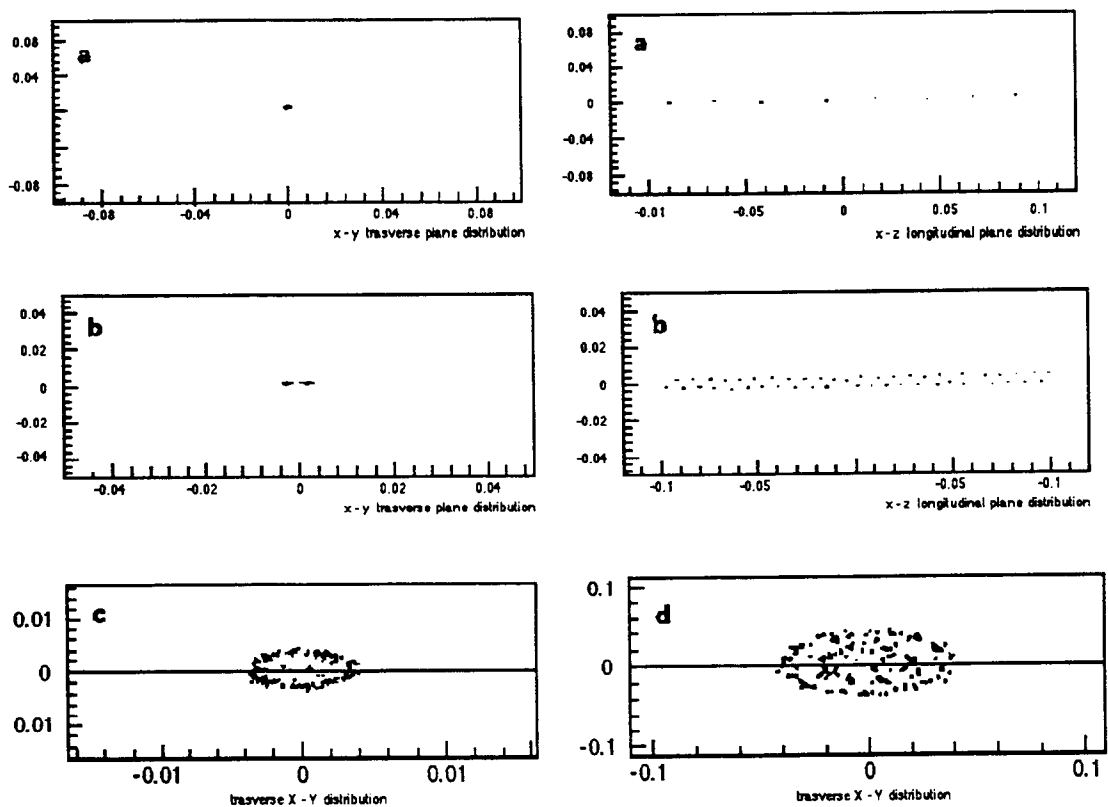 a
0.08
0.04
-0.08
-0.08 -0.04 0 0.04 0.08
x-y trasverse plane distribution
a
0.08
0.04
0
-0.04
-0.08
-0.01 -0.05 0 0.05 0.1
x-z longitudinal plane distribution
b
0.04
0.02
0
-0.02
-0.04
-0.04 -0.02 0 0.02 0.04
x-y trasverse plane distribution
b
0.04
0.02
0
-0.02
-0.04
-0.1 -0.05 0 -0.05 -0.1
x-z longitudinal plane distribution
c
0.01
0
0.01
-0.01 0 0.01
trasverse X-Y distribution
d
0.1
0
-0.1
-0.1 0 0.1
trasverse X-Y distribution